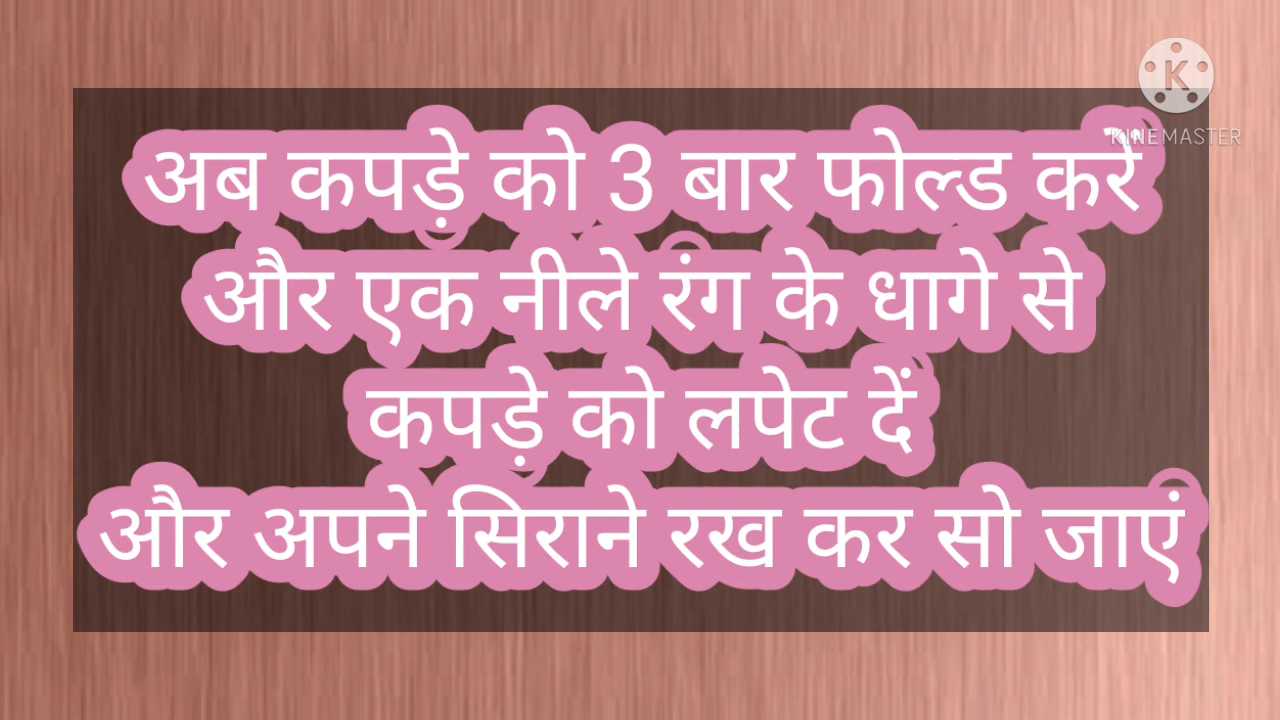 KINEMASTER
अब कपड़े को 3 बार फोल्ड करें
और एक नीले रंग के धागे से
कपड़े को लपेट दें
और अपने सिराने रख कर सो जाएं